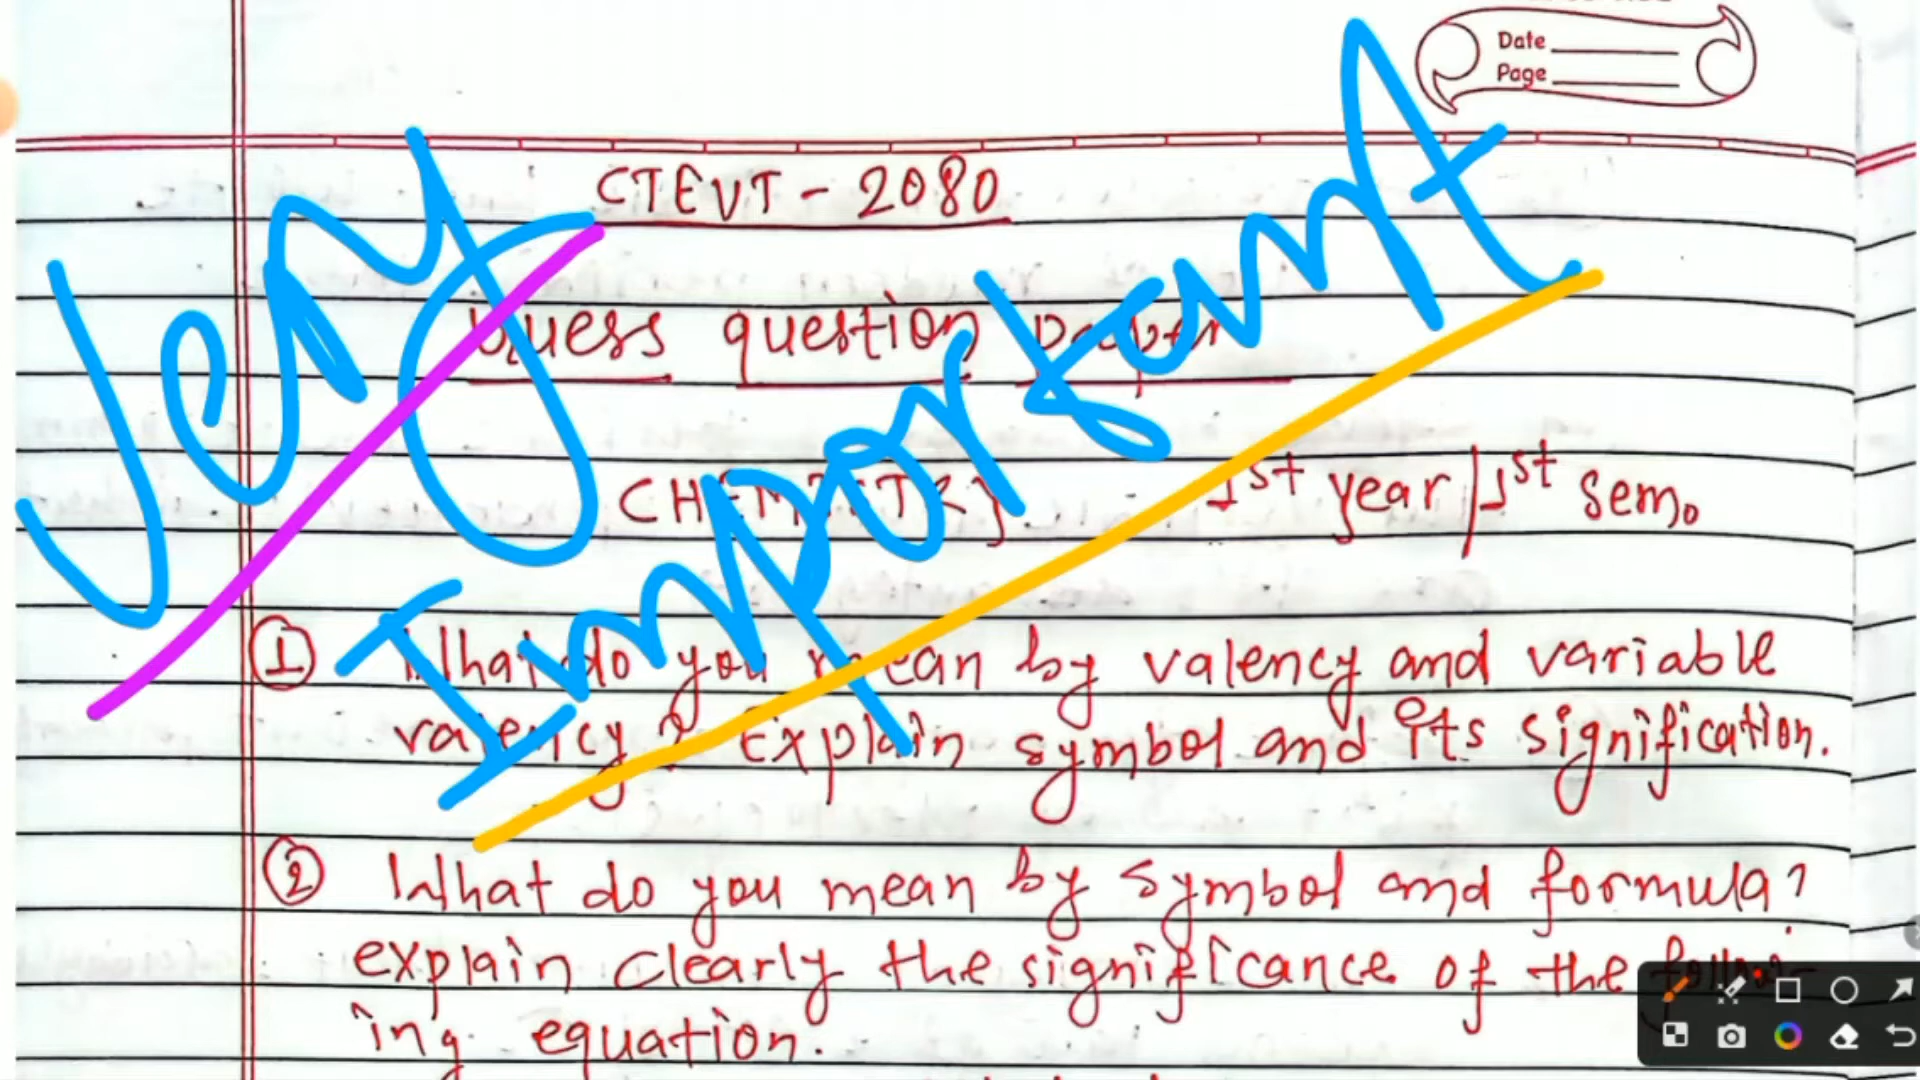 Date
Page
CTEVT - 2080
Guess question paper
CHEMISTRY 1st year/1st sem.
Very
Important
① What do you mean by valency and variable
valency? Explain symbol and its signification.
② What do you mean by symbol and formula?
explain clearly the significance of the follow-
ing equation.